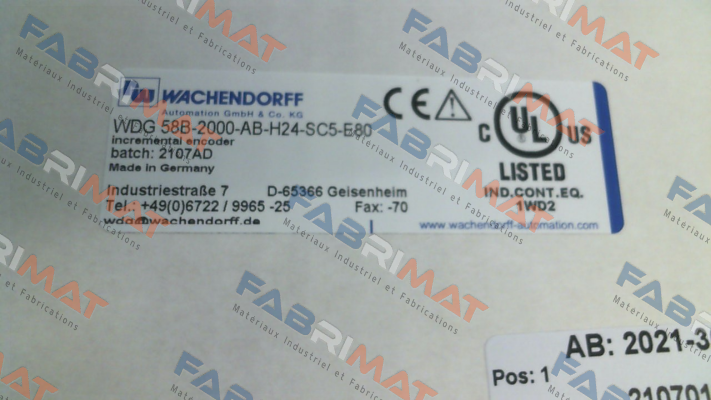 WACHENDORFF
Automation GmbH & Co. KG
WDG 58B-2000-AB-H24-SC5-E80
incremental encoder
batch: 2107AD
Made in Germany
Industriestraße 7 D-65366 Geisenheim
Tel.: +49(0)6722 / 9965 -25 Fax: -70
wdg@wachendorff.de
CE
C UL US
LISTED
IND.CONT.EQ.
1WD2
www.wachendorff-automation.com
AB: 2021-3
Pos: 1
210701
FABRIMAT
Materiaux Industriel et Fabrications